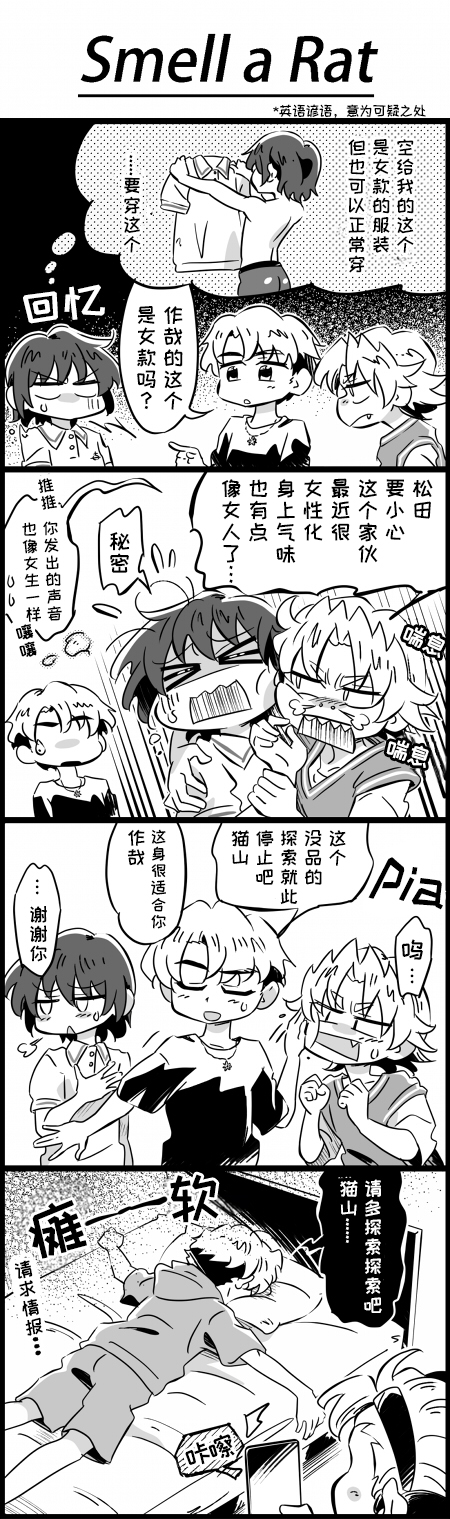 Smell a Rat
*英语谚语，意为可疑之处
空给我的这个
是女款的服装
但也可以正常穿
…要穿这个
回忆
作哉的这个
是女款吗？
松田
要小心
这个家伙
最近很
女性化
身上气味
也有点
像女人了…
秘密
推推
你发出的声音
也像女生一样
嚷嚷
喘息
喘息
这个
没品的
探索就此
停止吧
猫山
pia
呜…
这身很适合你
作哉
…谢谢你
请多探索探索吧
猫山……
瘫——软
请求情报…
咔嚓